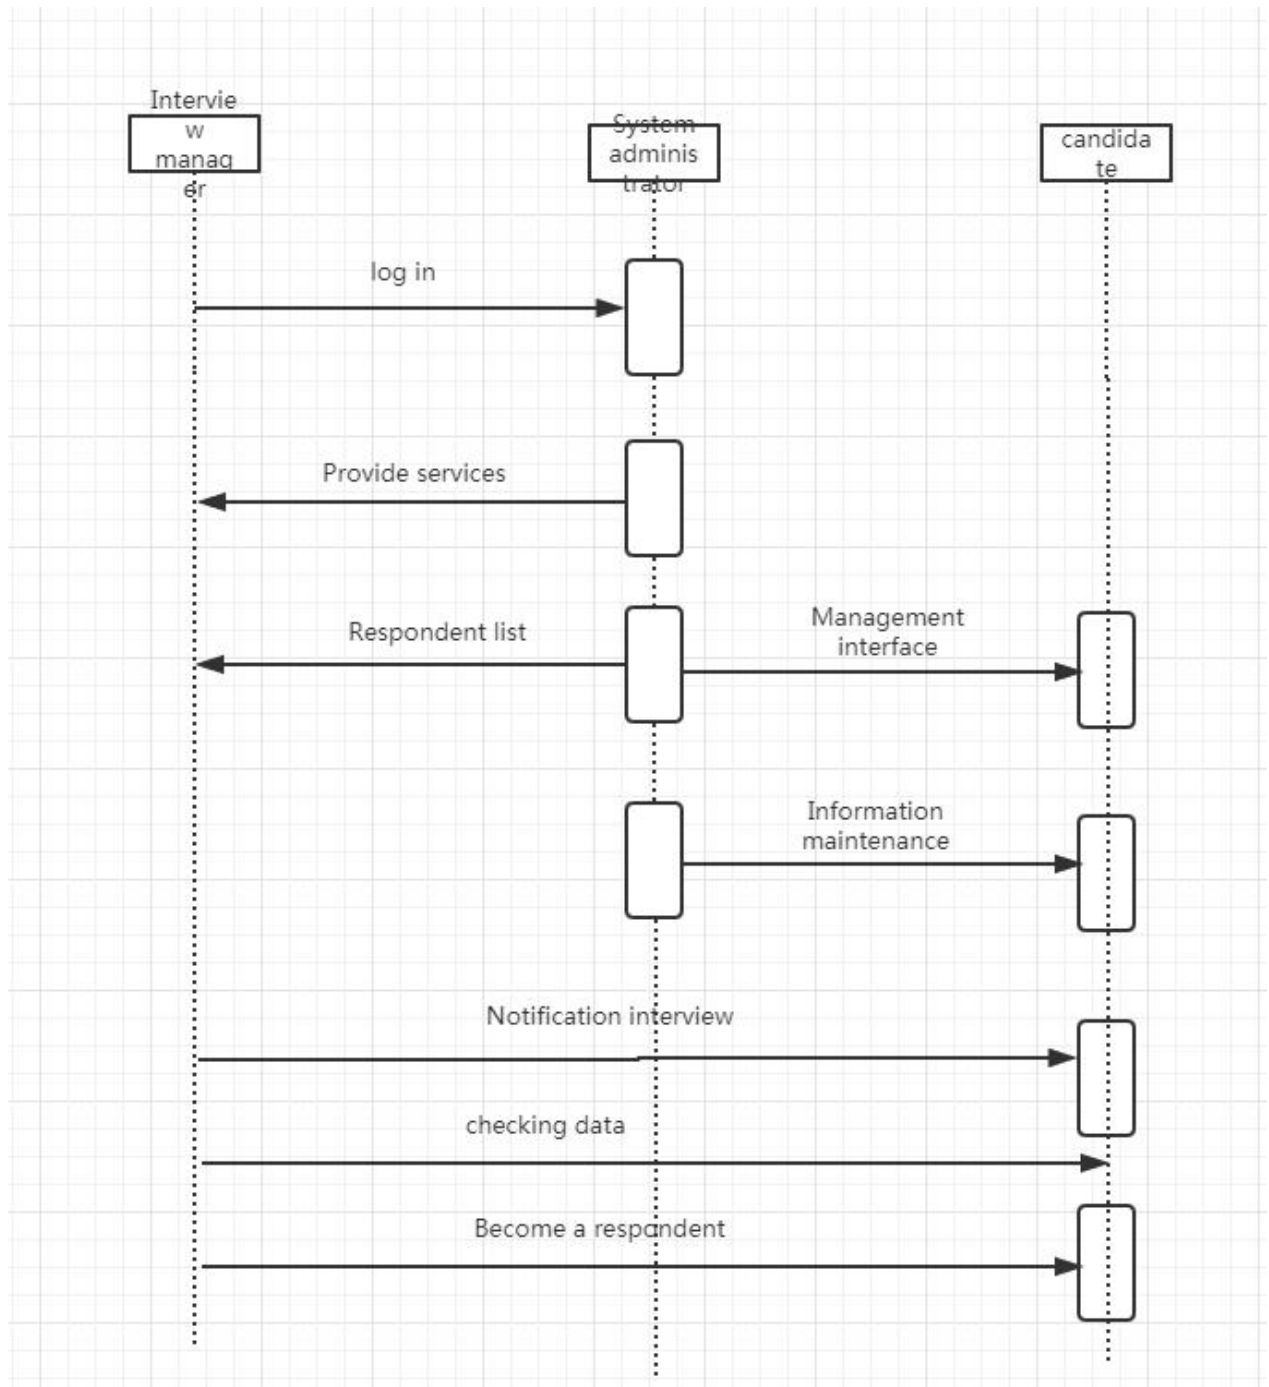 Intervie
w
manag
er
System
adminis
trator
candida
te
log in
Provide services
Respondent list
Management
interface
Information
maintenance
Notification interview
checking data
Become a respondent